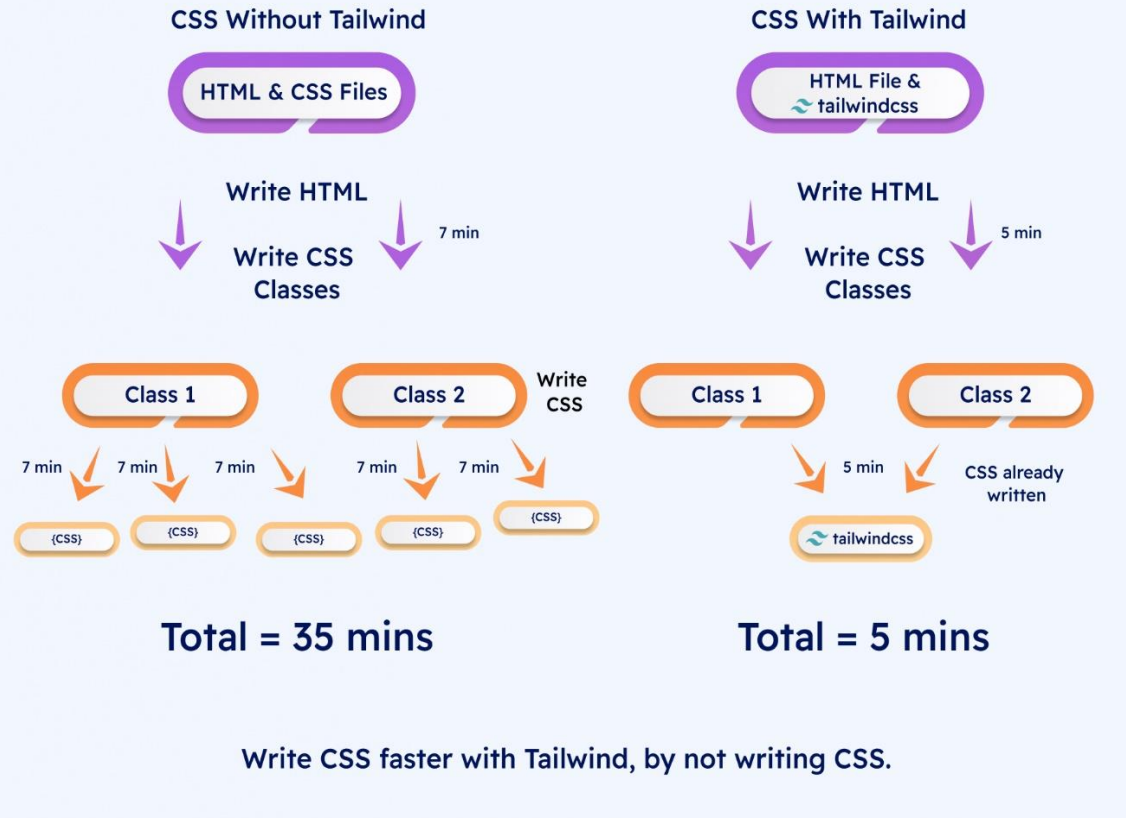 CSS Without Tailwind
HTML & CSS Files
Write HTML
7 min
Write CSS
Classes
Class 1
Class 2
Write
CSS
7 min
7 min
7 min
7 min
7 min
{CSS}
{CSS}
{CSS}
{CSS}
{CSS}
Total = 35 mins
CSS With Tailwind
HTML File &
tailwindcss
Write HTML
5 min
Write CSS
Classes
Class 1
Class 2
5 min
CSS already
written
tailwindcss
Total = 5 mins
Write CSS faster with Tailwind, by not writing CSS.